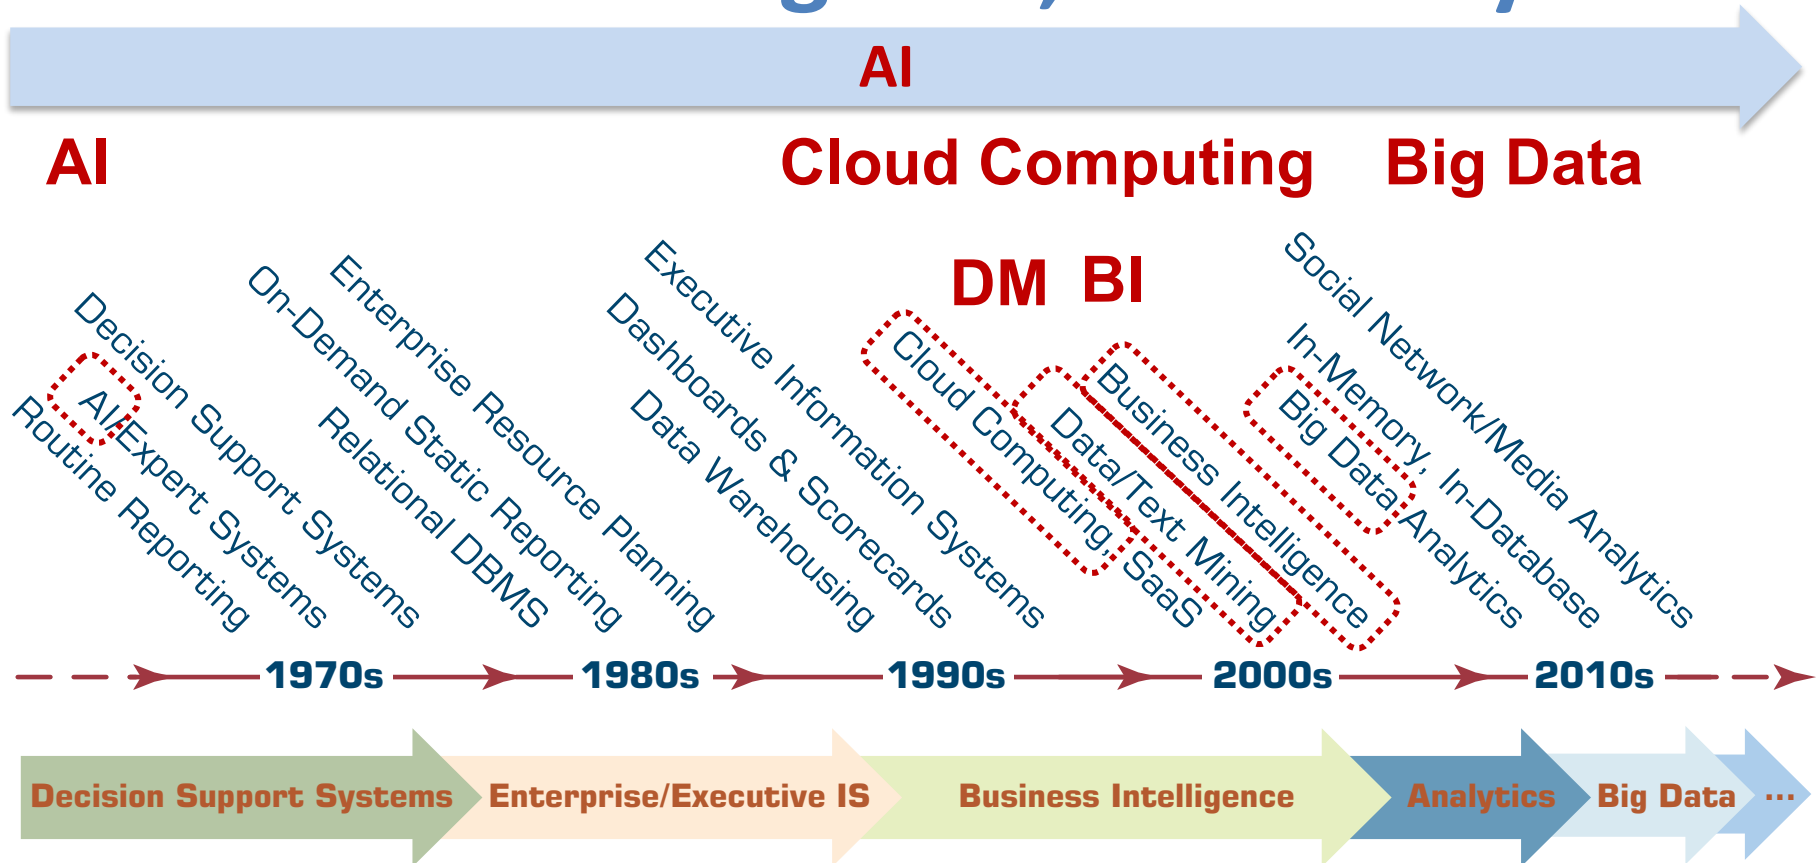 AI
AI
Cloud Computing
Big Data
DM
BI
Routine Reporting
AI/Expert Systems
Decision Support Systems
Relational DBMS
On-Demand Static Reporting
Enterprise Resource Planning
Data Warehousing
Dashboards & Scorecards
Executive Information Systems
Cloud Computing, SaaS
Data/Text Mining
Business Intelligence
Big Data Analytics
In-Memory, In-Database
Social Network/Media Analytics
1970s
1980s
1990s
2000s
2010s
Decision Support Systems
Enterprise/Executive IS
Business Intelligence
Analytics
Big Data
...